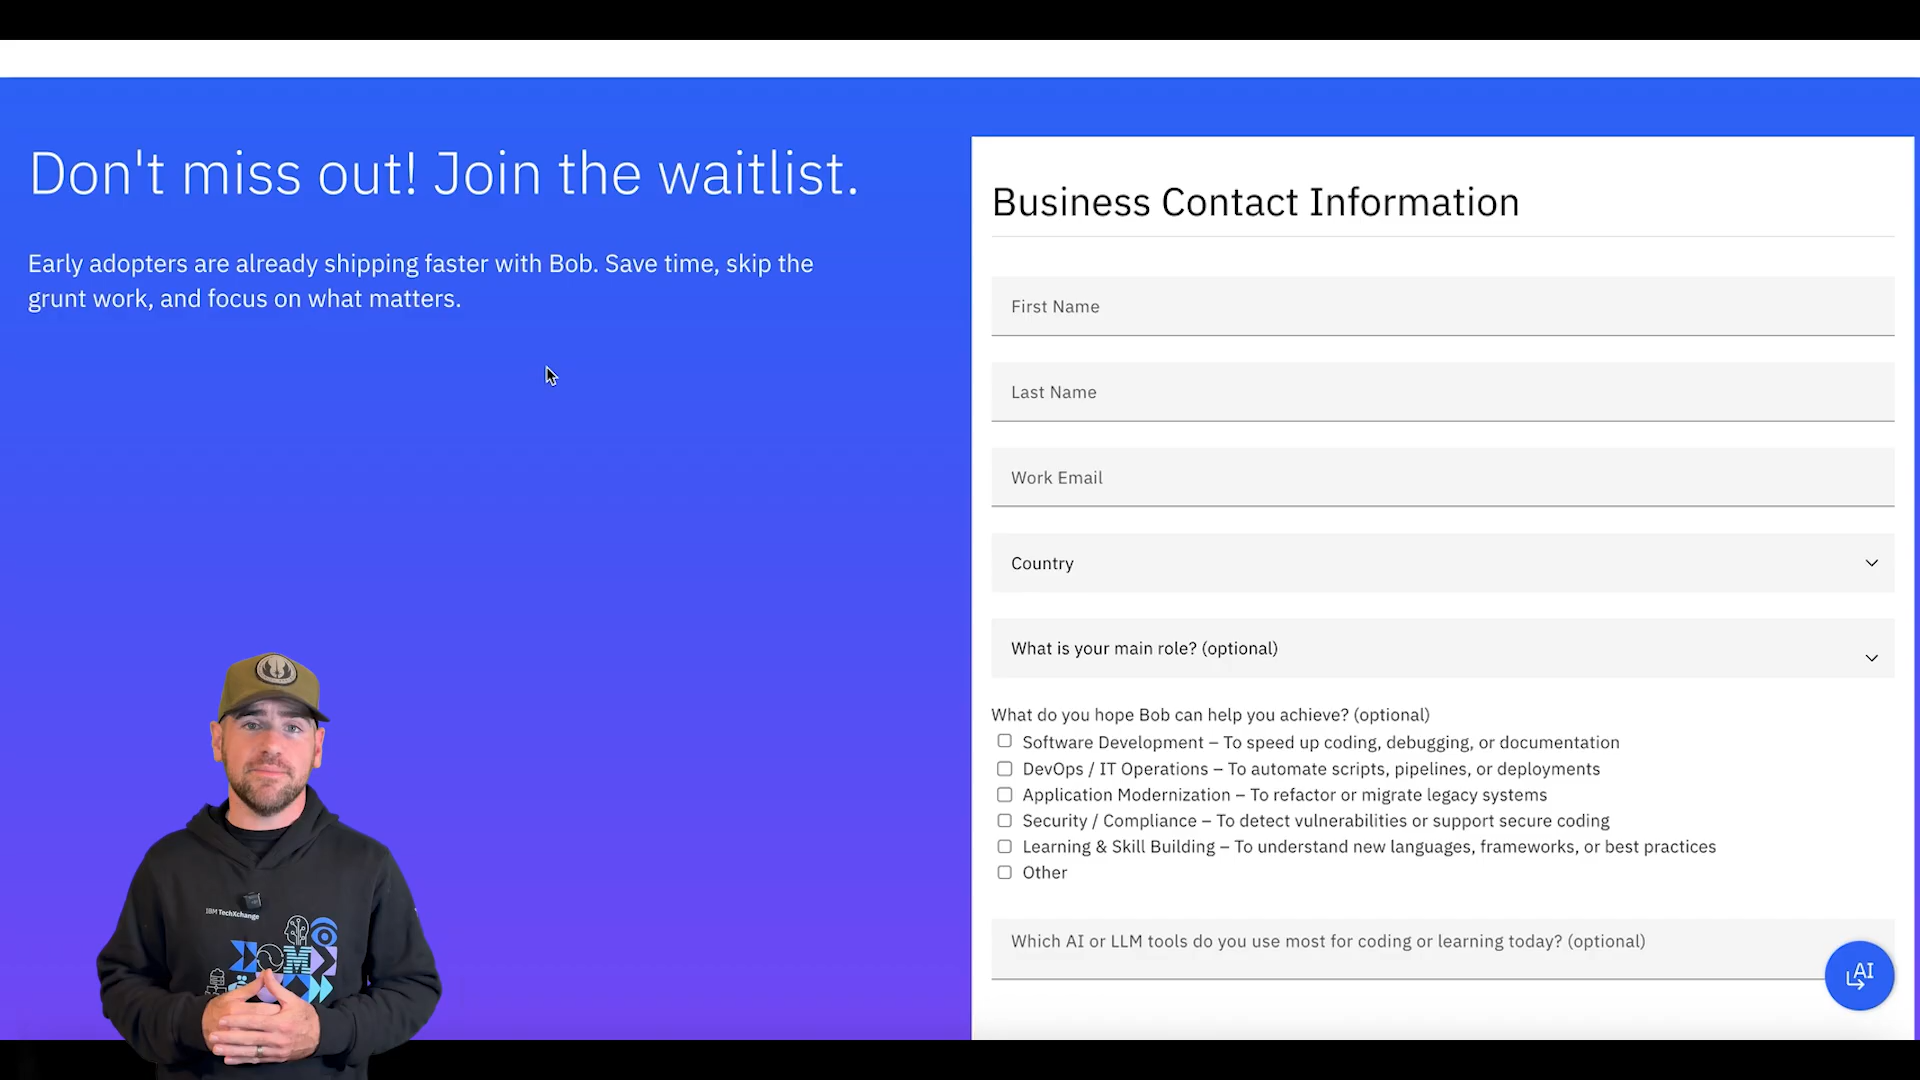 Don't miss out! Join the waitlist.
Early adopters are already shipping faster with Bob. Save time, skip the
grunt work, and focus on what matters.
Business Contact Information
First Name
Last Name
Work Email
Country
What is your main role? (optional)
What do you hope Bob can help you achieve? (optional)
Software Development – To speed up coding, debugging, or documentation
DevOps / IT Operations – To automate scripts, pipelines, or deployments
Application Modernization – To refactor or migrate legacy systems
Security / Compliance – To detect vulnerabilities or support secure coding
Learning & Skill Building – To understand new languages, frameworks, or best practices
Other
Which AI or LLM tools do you use most for coding or learning today? (optional)
AI
IBM TechXchange
IBM